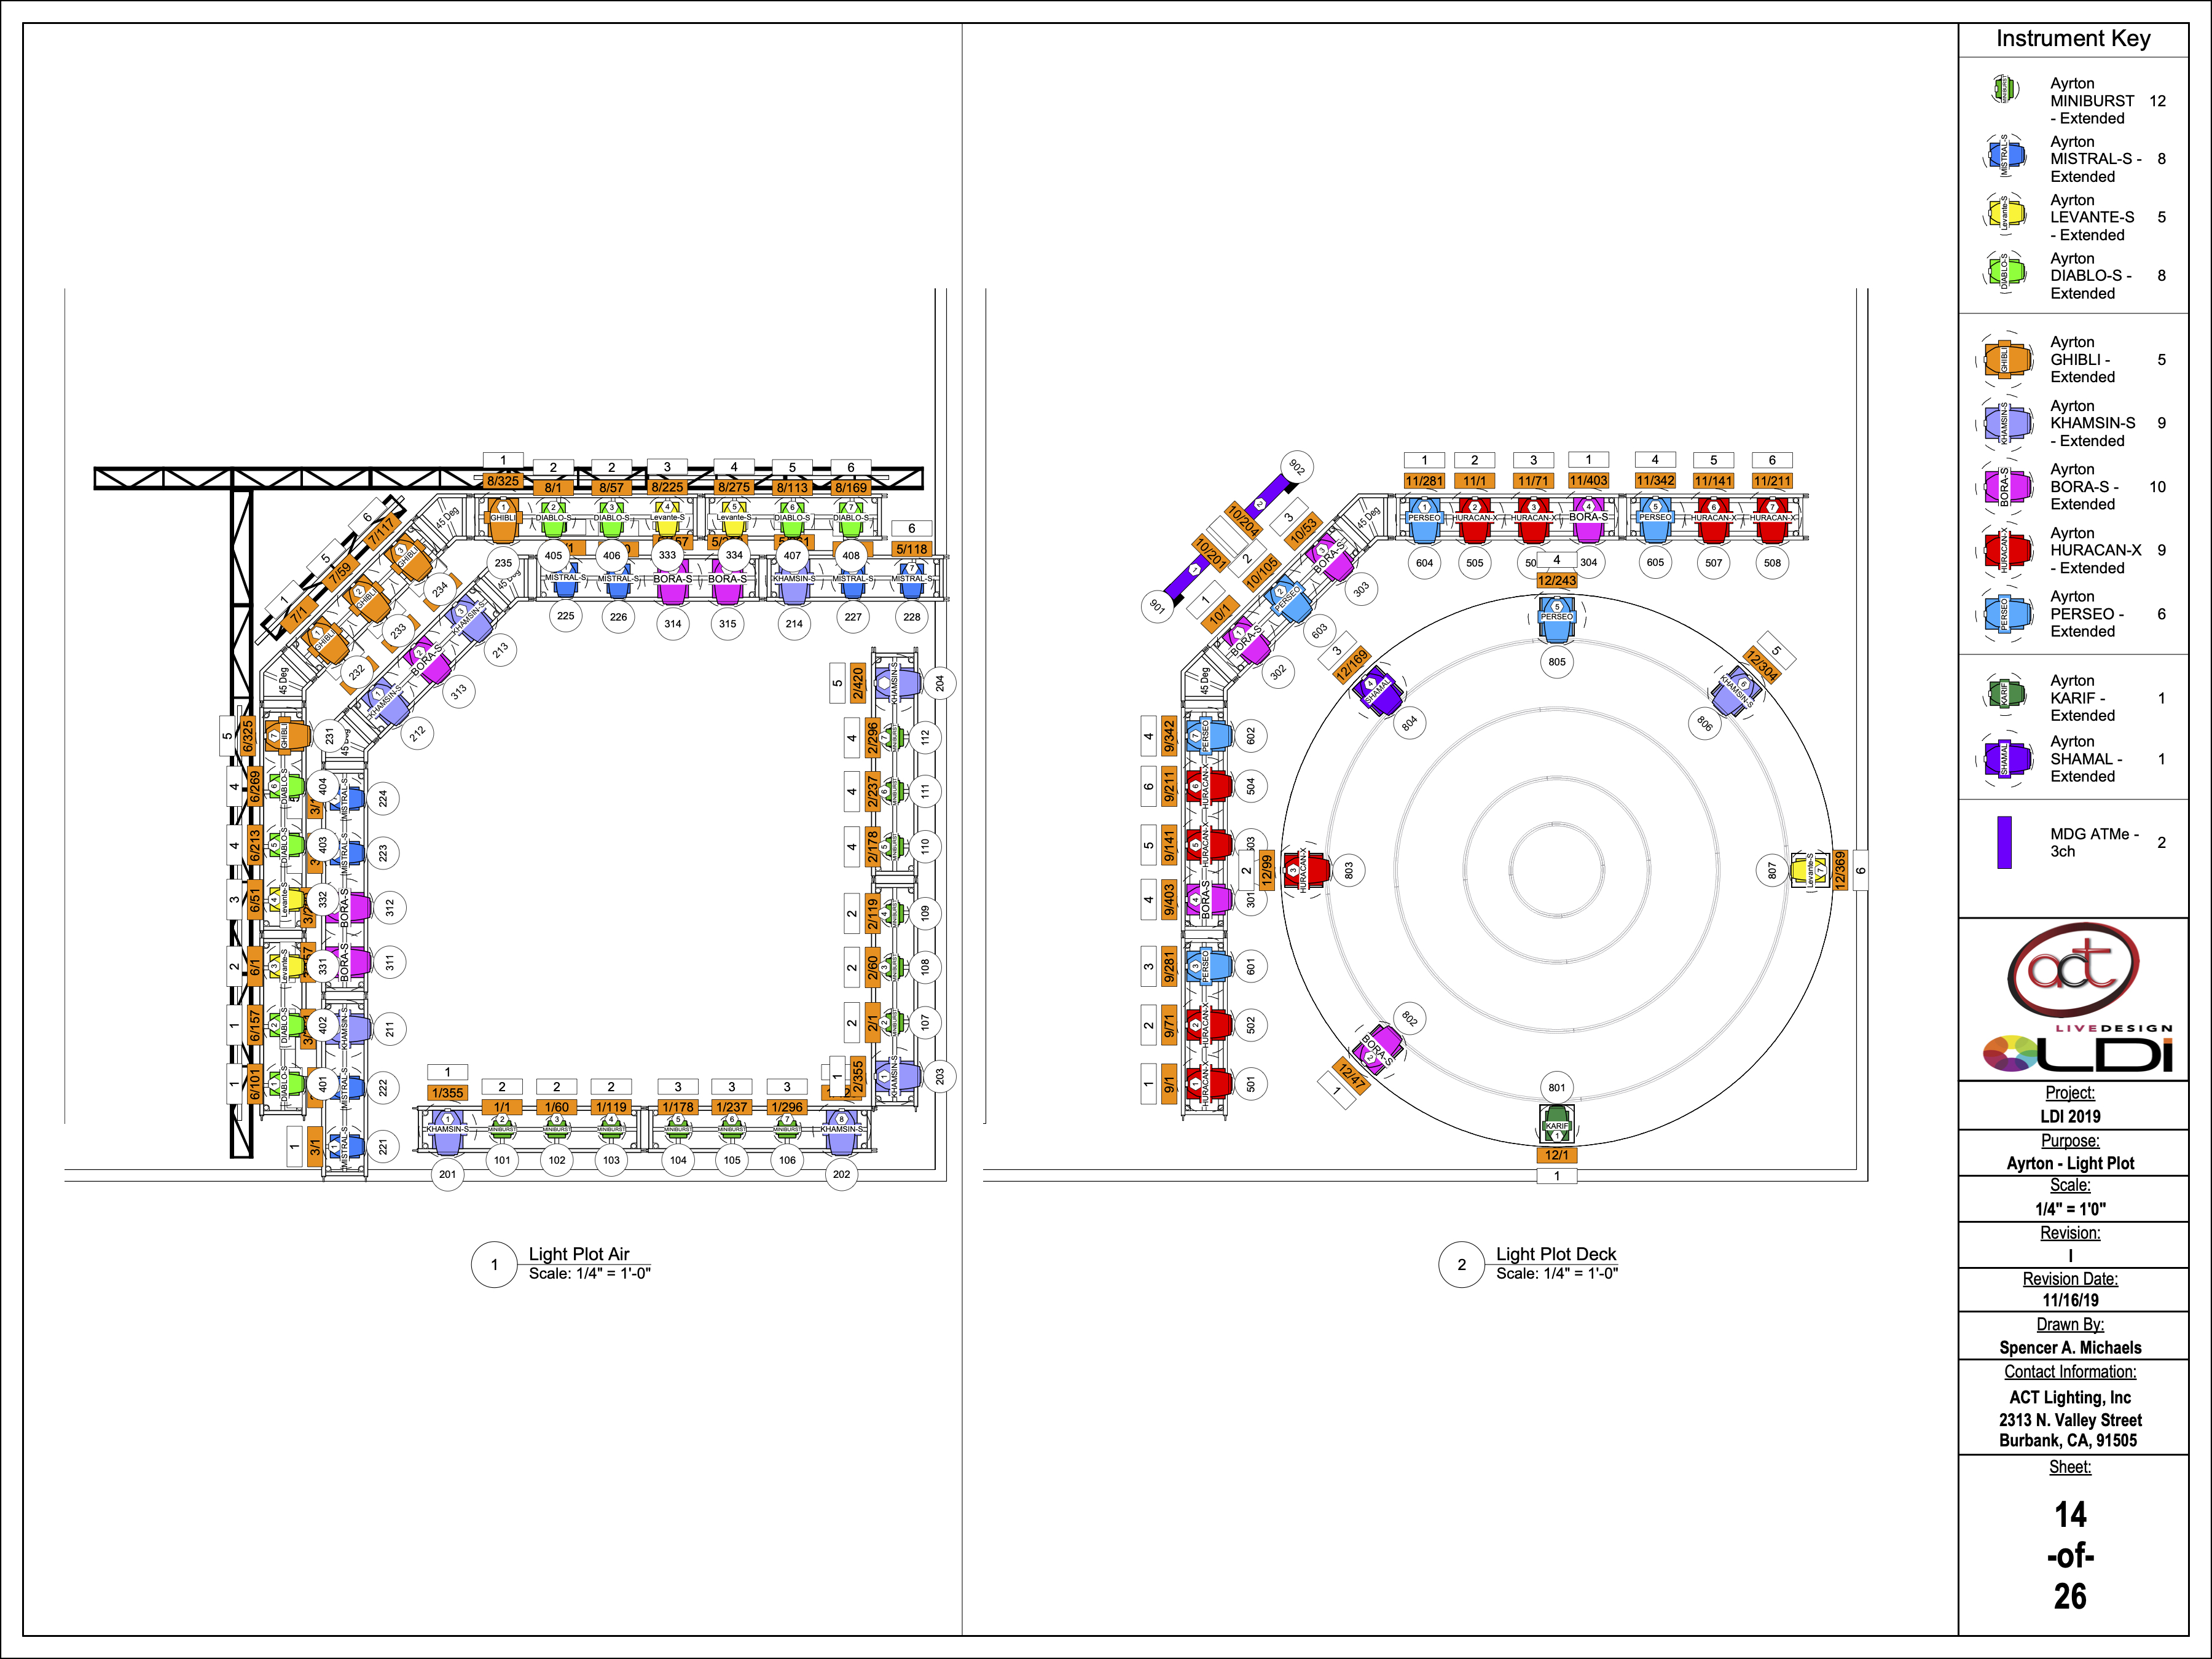 Instrument Key
Ayrton
MINIBURST 12
- Extended
Ayrton
MISTRAL-S - 8
Extended
Ayrton
LEVANTE-S 5
- Extended
Ayrton
DIABLO-S - 8
Extended
Ayrton
GHIBLI - 5
Extended
Ayrton
KHAMSIN-S 9
- Extended
Ayrton
BORA-S - 10
Extended
Ayrton
HURACAN-X 9
- Extended
Ayrton
PERSEO - 6
Extended
Ayrton
KARIF - 1
Extended
Ayrton
SHAMAL - 1
Extended
MDG ATMe - 2
3ch
act
LIVEDESIGN
LDI
Project:
LDI 2019
Purpose:
Ayrton - Light Plot
Scale:
1/4" = 1'0"
Revision:
I
Revision Date:
11/16/19
Drawn By:
Spencer A. Michaels
Contact Information:
ACT Lighting, Inc
2313 N. Valley Street
Burbank, CA, 91505
Sheet:
14
-of-
26
1 2 2 3 4 5 6
8/325 8/1 8/57 8/225 8/275 8/113 8/169
GHIBLI DIABLO-S DIABLO-S Levante-S Levante-S DIABLO-S DIABLO-S
235 405 406 333 334 407 408
6
5/118
MISTRAL-S MISTRAL-S BORA-S BORA-S KHAMSIN-S MISTRAL-S MISTRAL-S
225 226 314 315 214 227 228
45 Deg
1 5 6
7/1 7/59 7/117
GHIBLI GHIBLI GHIBLI
232 233 234
KHAMSIN-S BORA-S KHAMSIN-S
212 313 213
45 Deg
5 6/325 GHIBLI 231
4 6/269 DIABLO-S 404
4 6/213 DIABLO-S 403
3 6/51 Levante-S 332
2 6/1 Levante-S 331
1 6/157 DIABLO-S 402
1 6/101 DIABLO-S 401
MISTRAL-S 224
MISTRAL-S 223
BORA-S 312
BORA-S 311
KHAMSIN-S 211
MISTRAL-S 222
1 3/1 MISTRAL-S 221
5 2/420 KHAMSIN-S 204
4 2/296 MINIBURST 112
4 2/237 MINIBURST 111
4 2/178 MINIBURST 110
2 2/119 MINIBURST 109
2 2/60 MINIBURST 108
2 2/1 MINIBURST 107
1 2/355 KHAMSIN-S 203
1 2 2 2 3 3 3
1/355 1/1 1/60 1/119 1/178 1/237 1/296
KHAMSIN-S MINIBURST MINIBURST MINIBURST MINIBURST MINIBURST MINIBURST KHAMSIN-S
201 101 102 103 104 105 106 202
1 Light Plot Air
Scale: 1/4" = 1'-0"
1 2 3 1 4 5 6
11/281 11/1 11/71 11/403 11/342 11/141 11/211
PERSEO HURACAN-X HURACAN-X BORA-S PERSEO HURACAN-X HURACAN-X
604 505 304 605 507 508
902
10/204
10/201
901
1 2 3
10/1 10/105 10/53
BORA-S PERSEO BORA-S
302 603 303
45 Deg
45 Deg
4 9/342 PERSEO 602
6 9/211 HURACAN-X 504
5 9/141 HURACAN-X
4 9/403 BORA-S 301
3 9/281 PERSEO 601
2 9/71 HURACAN-X 502
1 9/1 HURACAN-X 501
4
12/243
PERSEO
805
3 12/169 SHAMAL 804
5 12/304 KHAMSIN-S 806
2 12/99 HURACAN-X 803
807 Levante-S 12/369 6
802 BORA-S 12/47 1
801
KARIF
12/1
1
2 Light Plot Deck
Scale: 1/4" = 1'-0"